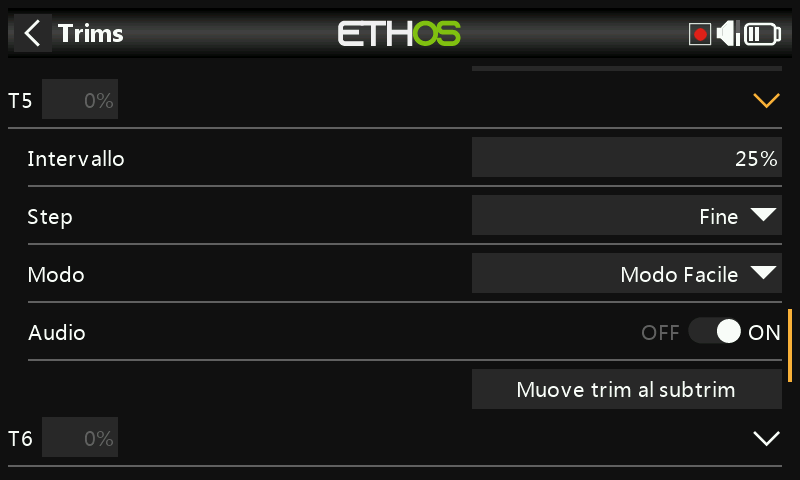 Trims
ETHOS
T5 0%
Intervallo 25%
Step Fine
Modo Modo Facile
Audio OFF ON
Muove trim al subtrim
T6 0%